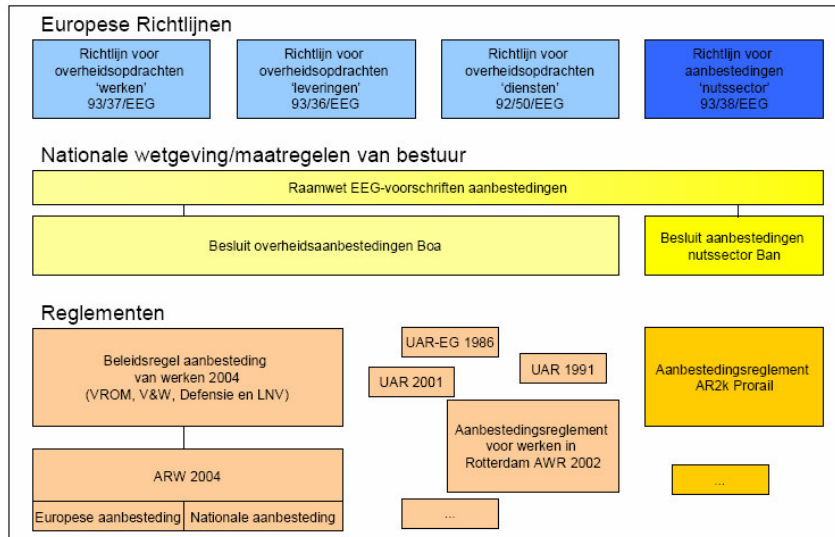 Europese Richtlijnen
Richtlijn voor
overheidsopdrachten
'werken'
93/37/EEG
Richtlijn voor
overheidsopdrachten
'leveringen'
93/36/EEG
Richtlijn voor
overheidsopdrachten
'diensten'
92/50/EEG
Richtlijn voor
aanbestedingen
'nutssector'
93/38/EEG
Nationale wetgeving/maatregelen van bestuur
Raamwet EEG-voorschriften aanbestedingen
Besluit overheidsaanbestedingen Boa
Besluit aanbestedingen
nutssector Ban
Reglementen
Beleidsregel aanbesteding
van werken 2004
(VROM, V&W, Defensie en LNV)
ARW 2004
Europese aanbesteding
Nationale aanbesteding
UAR-EG 1986
UAR 2001
UAR 1991
Aanbestedingsreglement
voor werken in
Rotterdam AWR 2002
...
Aanbestedingsreglement
AR2k Prorail
...